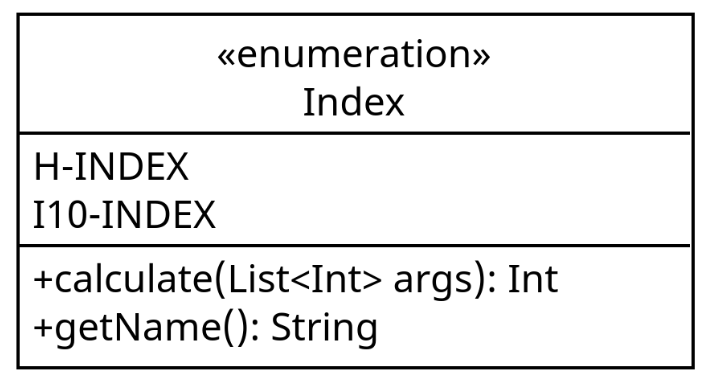 «enumeration»
Index
H-INDEX
I10-INDEX
+calculate(List<Int> args): Int
+getName(): String